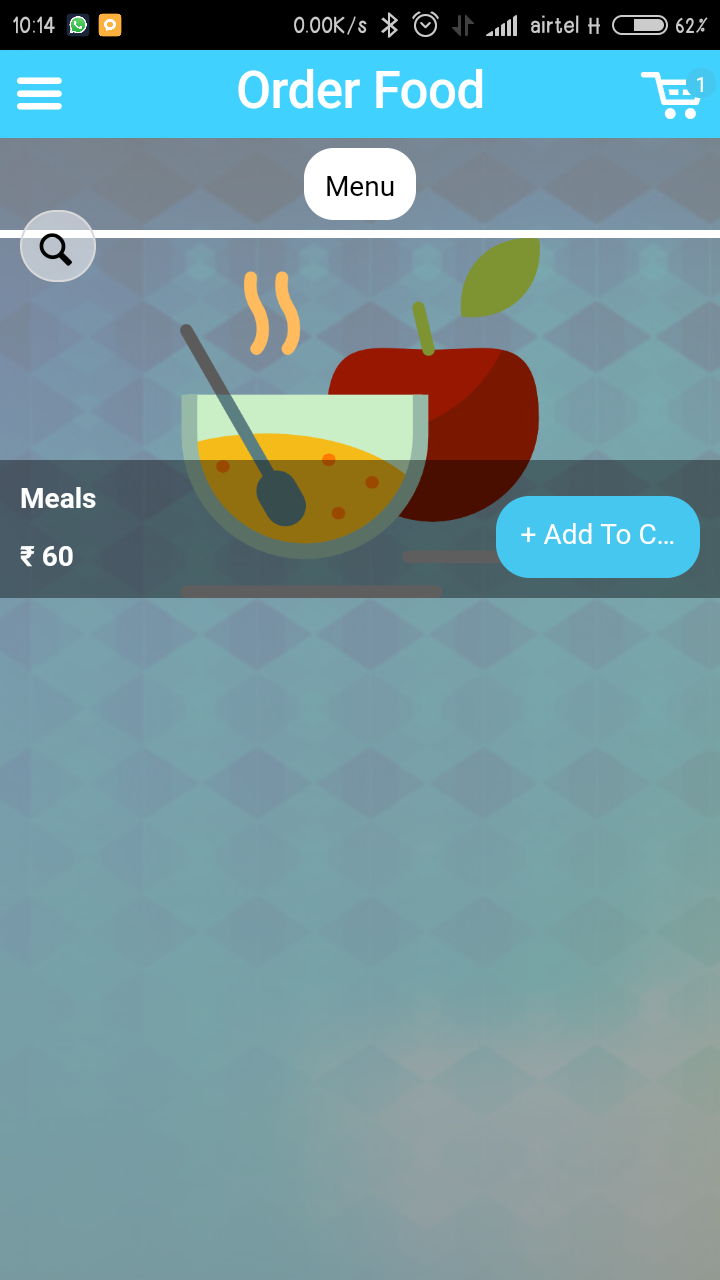 10:14 0.00K/s airtel H 62%
Order Food 1
Menu
Meals
₹ 60
+ Add To C...